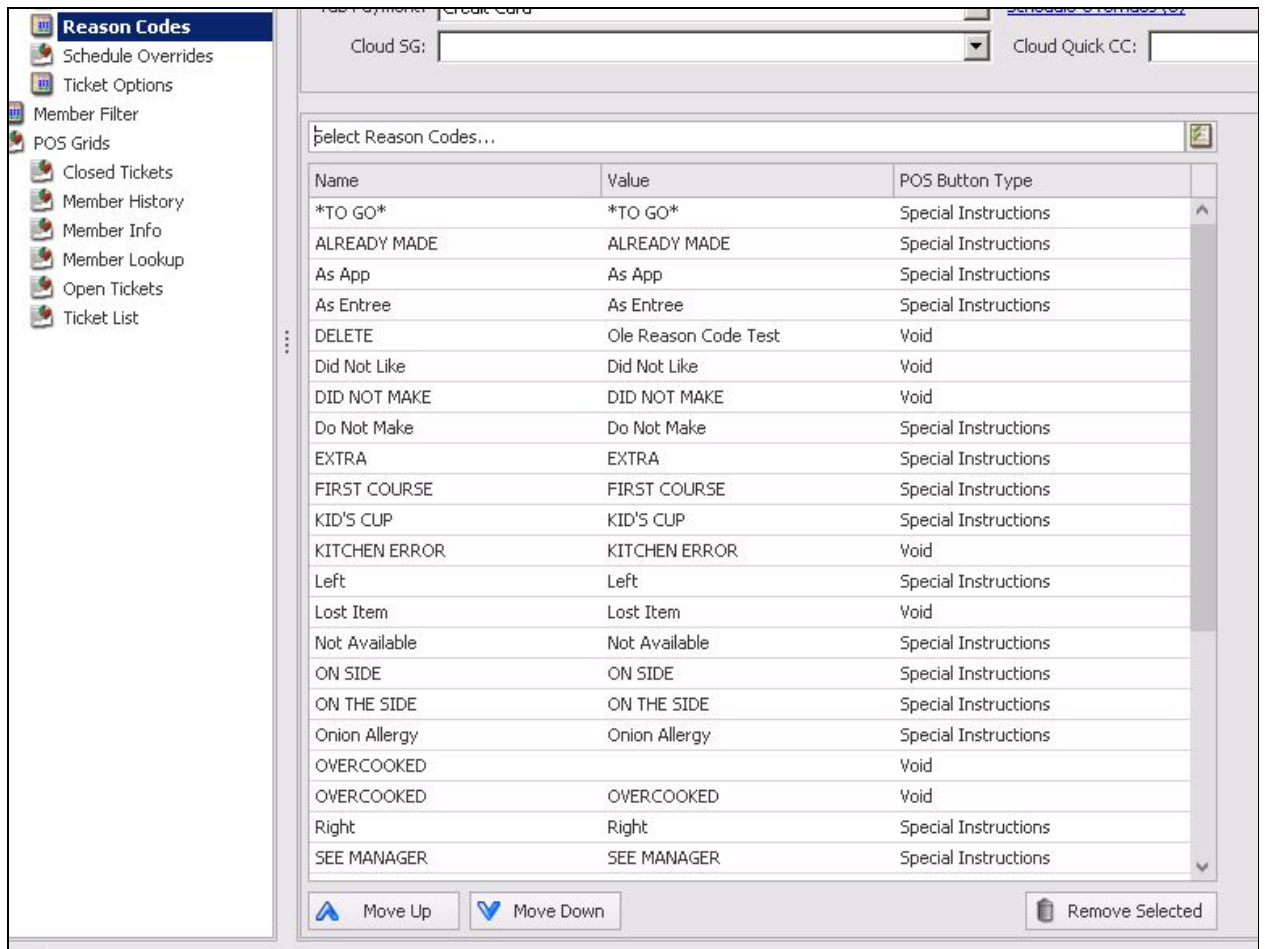 Reason Codes
Schedule Overrides
Ticket Options
Member Filter
POS Grids
Closed Tickets
Member History
Member Info
Member Lookup
Open Tickets
Ticket List
Credit Card
Cloud SG: Cloud Quick CC:
Select Reason Codes...
Name Value POS Button Type
*TO GO* *TO GO* Special Instructions
ALREADY MADE ALREADY MADE Special Instructions
As App As App Special Instructions
As Entree As Entree Special Instructions
DELETE Ole Reason Code Test Void
Did Not Like Did Not Like Void
DID NOT MAKE DID NOT MAKE Void
Do Not Make Do Not Make Special Instructions
EXTRA EXTRA Special Instructions
FIRST COURSE FIRST COURSE Special Instructions
KID'S CUP KID'S CUP Special Instructions
KITCHEN ERROR KITCHEN ERROR Void
Left Left Special Instructions
Lost Item Lost Item Void
Not Available Not Available Special Instructions
ON SIDE ON SIDE Special Instructions
ON THE SIDE ON THE SIDE Special Instructions
Onion Allergy Onion Allergy Special Instructions
OVERCOOKED Void
OVERCOOKED OVERCOOKED Void
Right Right Special Instructions
SEE MANAGER SEE MANAGER Special Instructions
Move Up Move Down Remove Selected